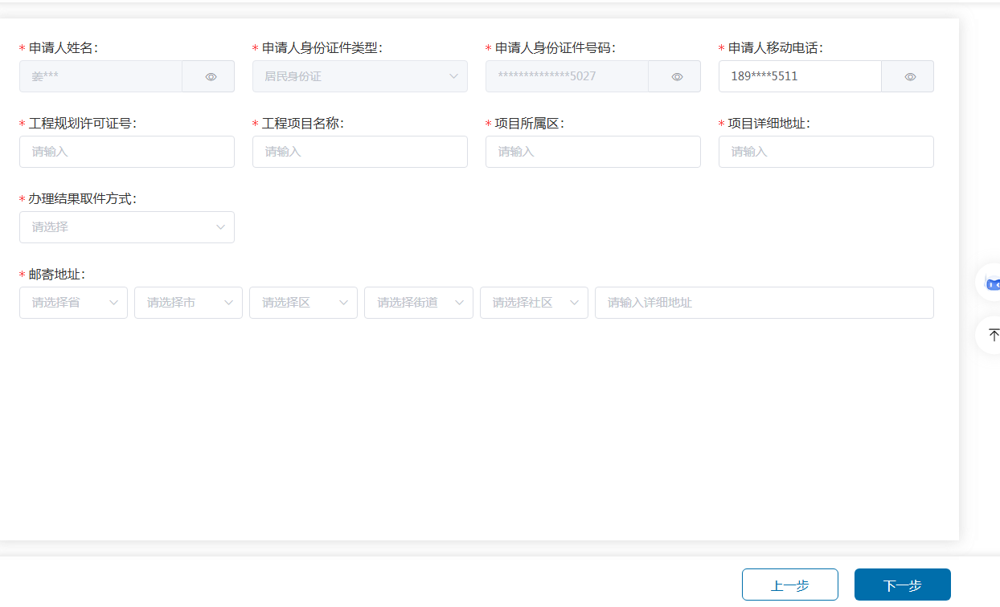 * 申请人姓名： * 申请人身份证件类型： * 申请人身份证件号码： * 申请人移动电话：
姜*** 居民身份证 **************5027 189****5511
* 工程规划许可证号： * 工程项目名称： * 项目所属区： * 项目详细地址：
请输入 请输入 请输入 请输入
* 办理结果取件方式：
请选择
* 邮寄地址：
请选择省 请选择市 请选择区 请选择街道 请选择社区 请输入详细地址
上一步 下一步